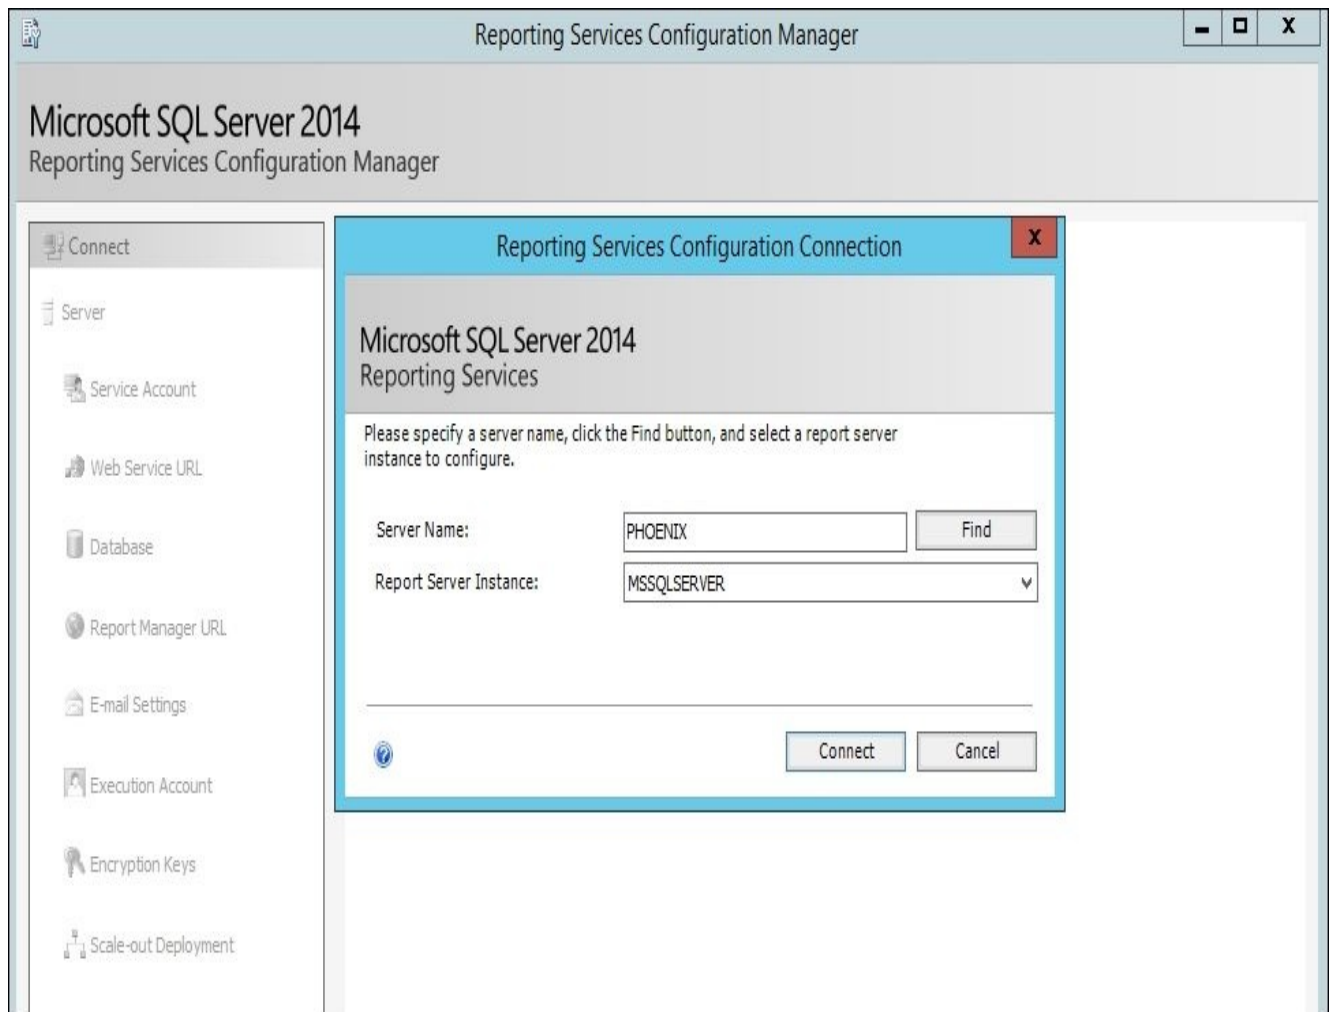 Reporting Services Configuration Manager
Microsoft SQL Server 2014
Reporting Services Configuration Manager
Connect
Server
Service Account
Web Service URL
Database
Report Manager URL
E-mail Settings
Execution Account
Encryption Keys
Scale-out Deployment
Reporting Services Configuration Connection
X
Microsoft SQL Server 2014
Reporting Services
Please specify a server name, click the Find button, and select a report server
instance to configure.
Server Name:
PHOENIX
Find
Report Server Instance:
MSSQLSERVER
Connect
Cancel